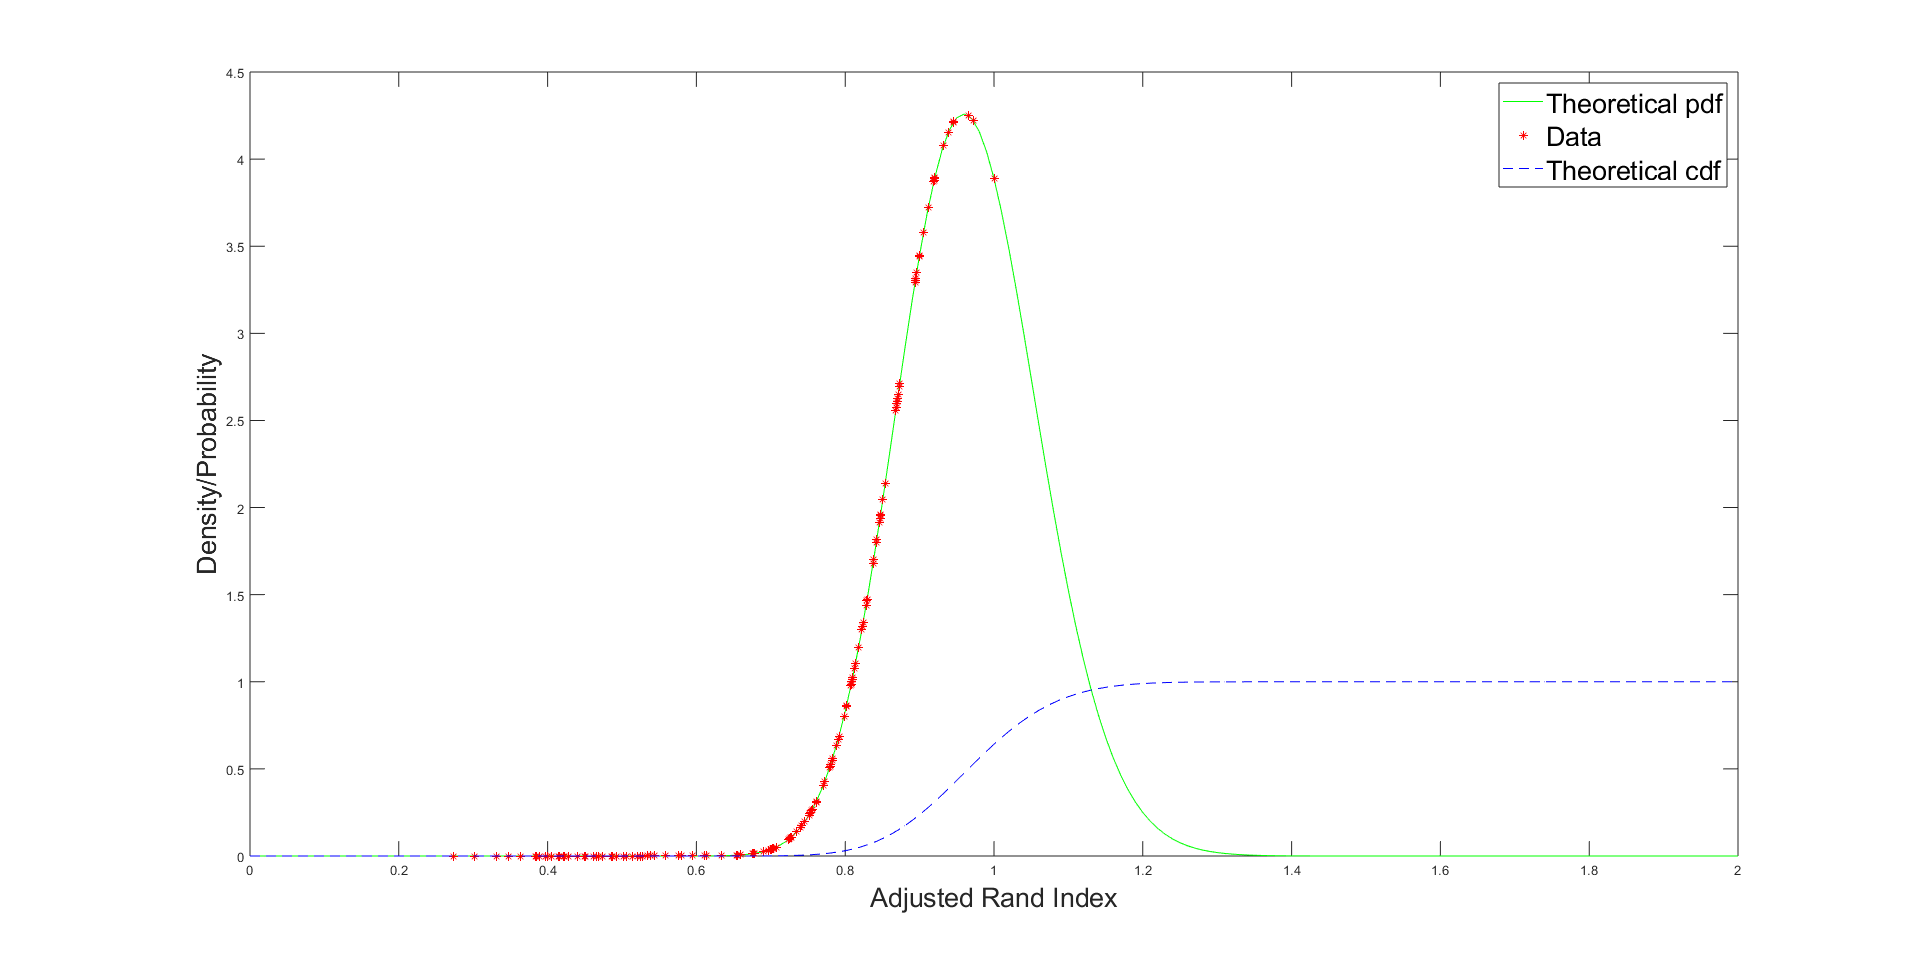 4.5
4
3.5
3
2.5
2
1.5
1
0.5
0
Density/Probability
Theoretical pdf
Data
Theoretical cdf
0 0.2 0.4 0.6 0.8 1 1.2 1.4 1.6 1.8 2
Adjusted Rand Index